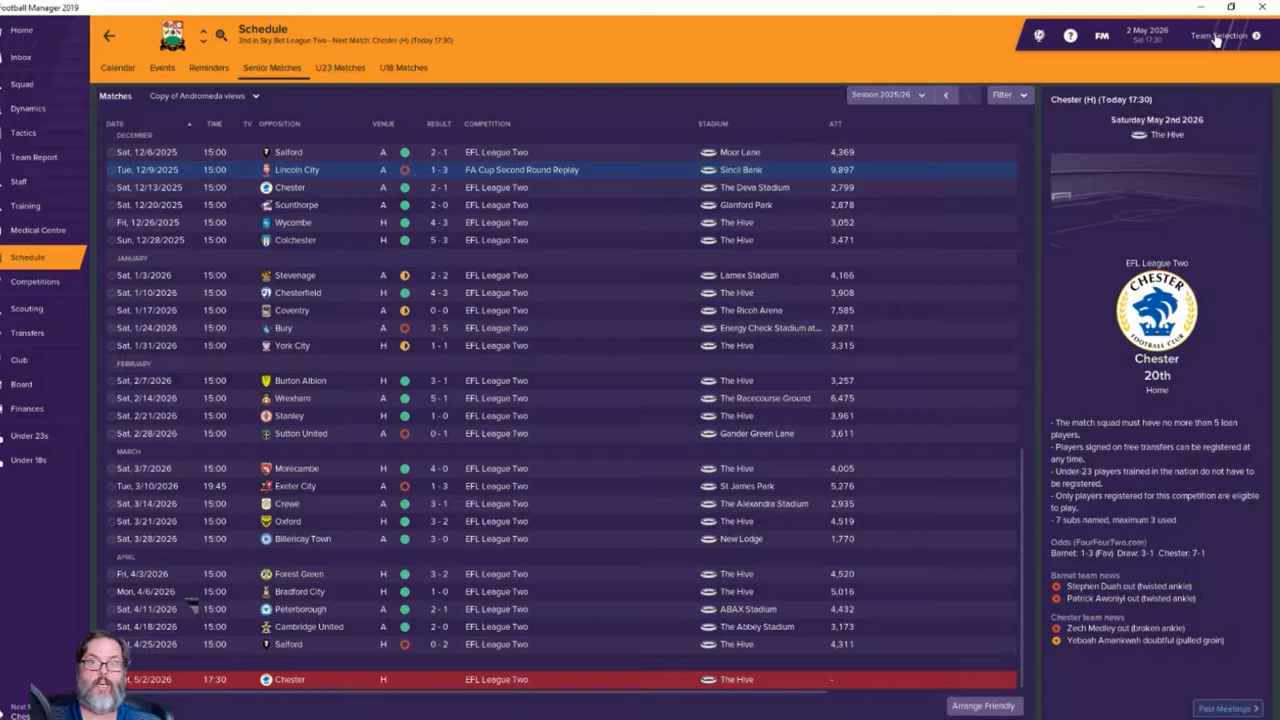 Football Manager 2019
Home
Inbox
Squad
Dynamics
Tactics
Team Report
Staff
Training
Medical Centre
Schedule
Competitions
Scouting
Transfers
Club
Board
Finances
Under 23s
Under 18s
Schedule
2nd in Sky Bet League Two - Next Match: Chester (H) (Today 17:30)
FM
2 May 2026
Sat 17:30
Team Selection
Calendar Events Reminders Senior Matches U23 Matches U18 Matches
Matches Copy of Andromeda views Season 2025/26 Filter
DATE TIME TV OPPOSITION VENUE RESULT COMPETITION STADIUM ATT
DECEMBER
Sat, 12/6/2025 15:00 Salford A 2 - 1 EFL League Two Moor Lane 4,369
Tue, 12/9/2025 15:00 Lincoln City A 1 - 3 FA Cup Second Round Replay Sincil Bank 9,897
Sat, 12/13/2025 15:00 Chester A 2 - 1 EFL League Two The Deva Stadium 2,799
Sat, 12/20/2025 15:00 Scunthorpe A 2 - 0 EFL League Two Glanford Park 2,878
Fri, 12/26/2025 15:00 Wycombe H 4 - 3 EFL League Two The Hive 3,052
Sun, 12/28/2025 15:00 Colchester H 5 - 3 EFL League Two The Hive 3,471
JANUARY
Sat, 1/3/2026 15:00 Stevenage A 2 - 2 EFL League Two Lamex Stadium 4,166
Sat, 1/10/2026 15:00 Chesterfield H 4 - 3 EFL League Two The Hive 3,908
Sat, 1/17/2026 15:00 Coventry A 0 - 0 EFL League Two The Ricoh Arena 7,585
Sat, 1/24/2026 15:00 Bury A 3 - 5 EFL League Two Energy Check Stadium at... 2,871
Sat, 1/31/2026 15:00 York City H 1 - 1 EFL League Two The Hive 3,315
FEBRUARY
Sat, 2/7/2026 15:00 Burton Albion H 3 - 1 EFL League Two The Hive 3,257
Sat, 2/14/2026 15:00 Wrexham A 5 - 1 EFL League Two The Racecourse Ground 6,475
Sat, 2/21/2026 15:00 Stanley H 1 - 0 EFL League Two The Hive 3,961
Sat, 2/28/2026 15:00 Sutton United A 0 - 1 EFL League Two Gander Green Lane 3,611
MARCH
Sat, 3/7/2026 15:00 Morecambe H 4 - 0 EFL League Two The Hive 4,005
Tue, 3/10/2026 19:45 Exeter City A 1 - 3 EFL League Two St James Park 5,276
Sat, 3/14/2026 15:00 Crewe A 3 - 1 EFL League Two The Alexandra Stadium 2,935
Sat, 3/21/2026 15:00 Oxford H 3 - 2 EFL League Two The Hive 4,519
Sat, 3/28/2026 15:00 Billericay Town A 3 - 0 EFL League Two New Lodge 1,770
APRIL
Fri, 4/3/2026 15:00 Forest Green H 3 - 2 EFL League Two The Hive 4,520
Mon, 4/6/2026 15:00 Bradford City H 1 - 0 EFL League Two The Hive 5,016
Sat, 4/11/2026 15:00 Peterborough A 2 - 1 EFL League Two ABAX Stadium 4,432
Sat, 4/18/2026 15:00 Cambridge United A 2 - 0 EFL League Two The Abbey Stadium 3,173
Sat, 4/25/2026 15:00 Salford H 0 - 2 EFL League Two The Hive 4,311
5/2/2026 17:30 Chester H EFL League Two The Hive -
Arrange Friendly
Chester (H) (Today 17:30)
Saturday May 2nd 2026
The Hive
EFL League Two
CHESTER
FOOTBALL CLUB
Chester
20th
Home
- The match squad must have no more than 5 loan
players.
- Players signed on free transfers can be registered at
any time.
- Under-23 players trained in the nation do not have to
be registered.
- Only players registered for this competition are eligible
to play.
- 7 subs named, maximum 3 used
Odds (FourFourTwo.com)
Barnet: 1-3 (Fav) Draw: 3-1 Chester: 7-1
Barnet team news
Stephen Duah out (twisted ankle)
Patrick Awoniyi out (twisted ankle)
Chester team news
Zech Medley out (broken ankle)
Yeboah Amankwah doubtful (pulled groin)
Past Meetings